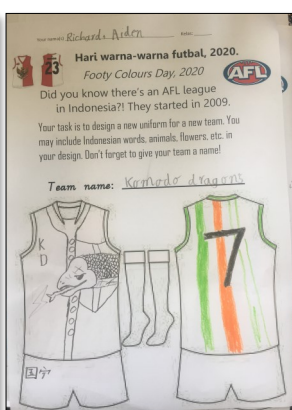 Richards Aiden
23
Hari warna-warna futbal, 2020.
Footy Colours Day, 2020
AFL
Did you know there's an AFL league
in Indonesia?! They started in 2009.
Your task is to design a new uniform for a new team. You
may include Indonesian words, animals, flowers, etc. in
your design. Don't forget to give your team a name!
Team name: Komodo dragons
K
D
7